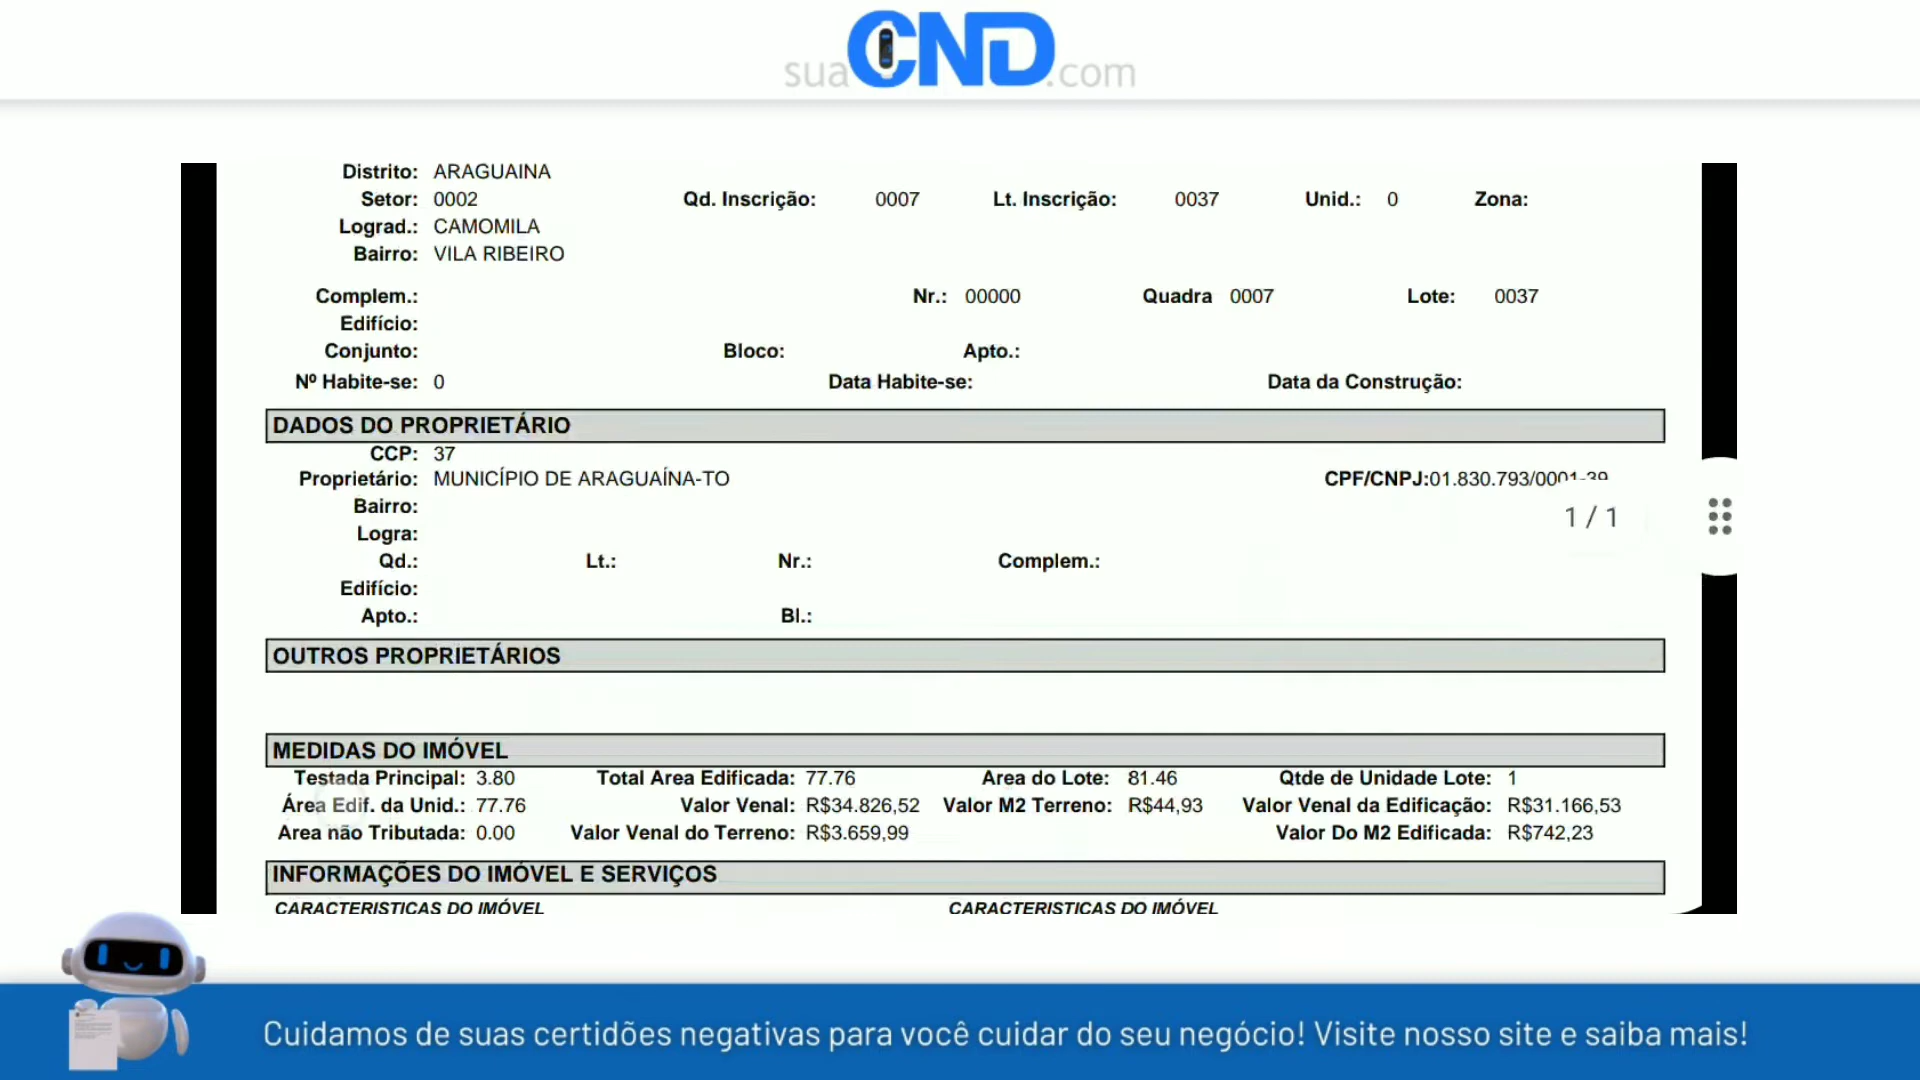 suaCND.com
Distrito: ARAGUAINA
Setor: 0002 Qd. Inscrição: 0007 Lt. Inscrição: 0037 Unid.: 0 Zona:
Lograd.: CAMOMILA
Bairro: VILA RIBEIRO
Complem.: Nr.: 00000 Quadra 0007 Lote: 0037
Edifício:
Conjunto: Bloco: Apto.:
Nº Habite-se: 0 Data Habite-se: Data da Construção:
DADOS DO PROPRIETÁRIO
CCP: 37
Proprietário: MUNICÍPIO DE ARAGUAÍNA-TO CPF/CNPJ:01.830.793/0001-39
Bairro:
1 / 1
Logra:
Qd.: Lt.: Nr.: Complem.:
Edifício:
Apto.: Bl.:
OUTROS PROPRIETÁRIOS
MEDIDAS DO IMÓVEL
Testada Principal: 3.80 Total Area Edificada: 77.76 Area do Lote: 81.46 Qtde de Unidade Lote: 1
Área Edif. da Unid.: 77.76 Valor Venal: R$34.826,52 Valor M2 Terreno: R$44,93 Valor Venal da Edificação: R$31.166,53
Area não Tributada: 0.00 Valor Venal do Terreno: R$3.659,99 Valor Do M2 Edificada: R$742,23
INFORMAÇÕES DO IMÓVEL E SERVIÇOS
CARACTERISTICAS DO IMÓVEL CARACTERISTICAS DO IMÓVEL
Cuidamos de suas certidões negativas para você cuidar do seu negócio! Visite nosso site e saiba mais!